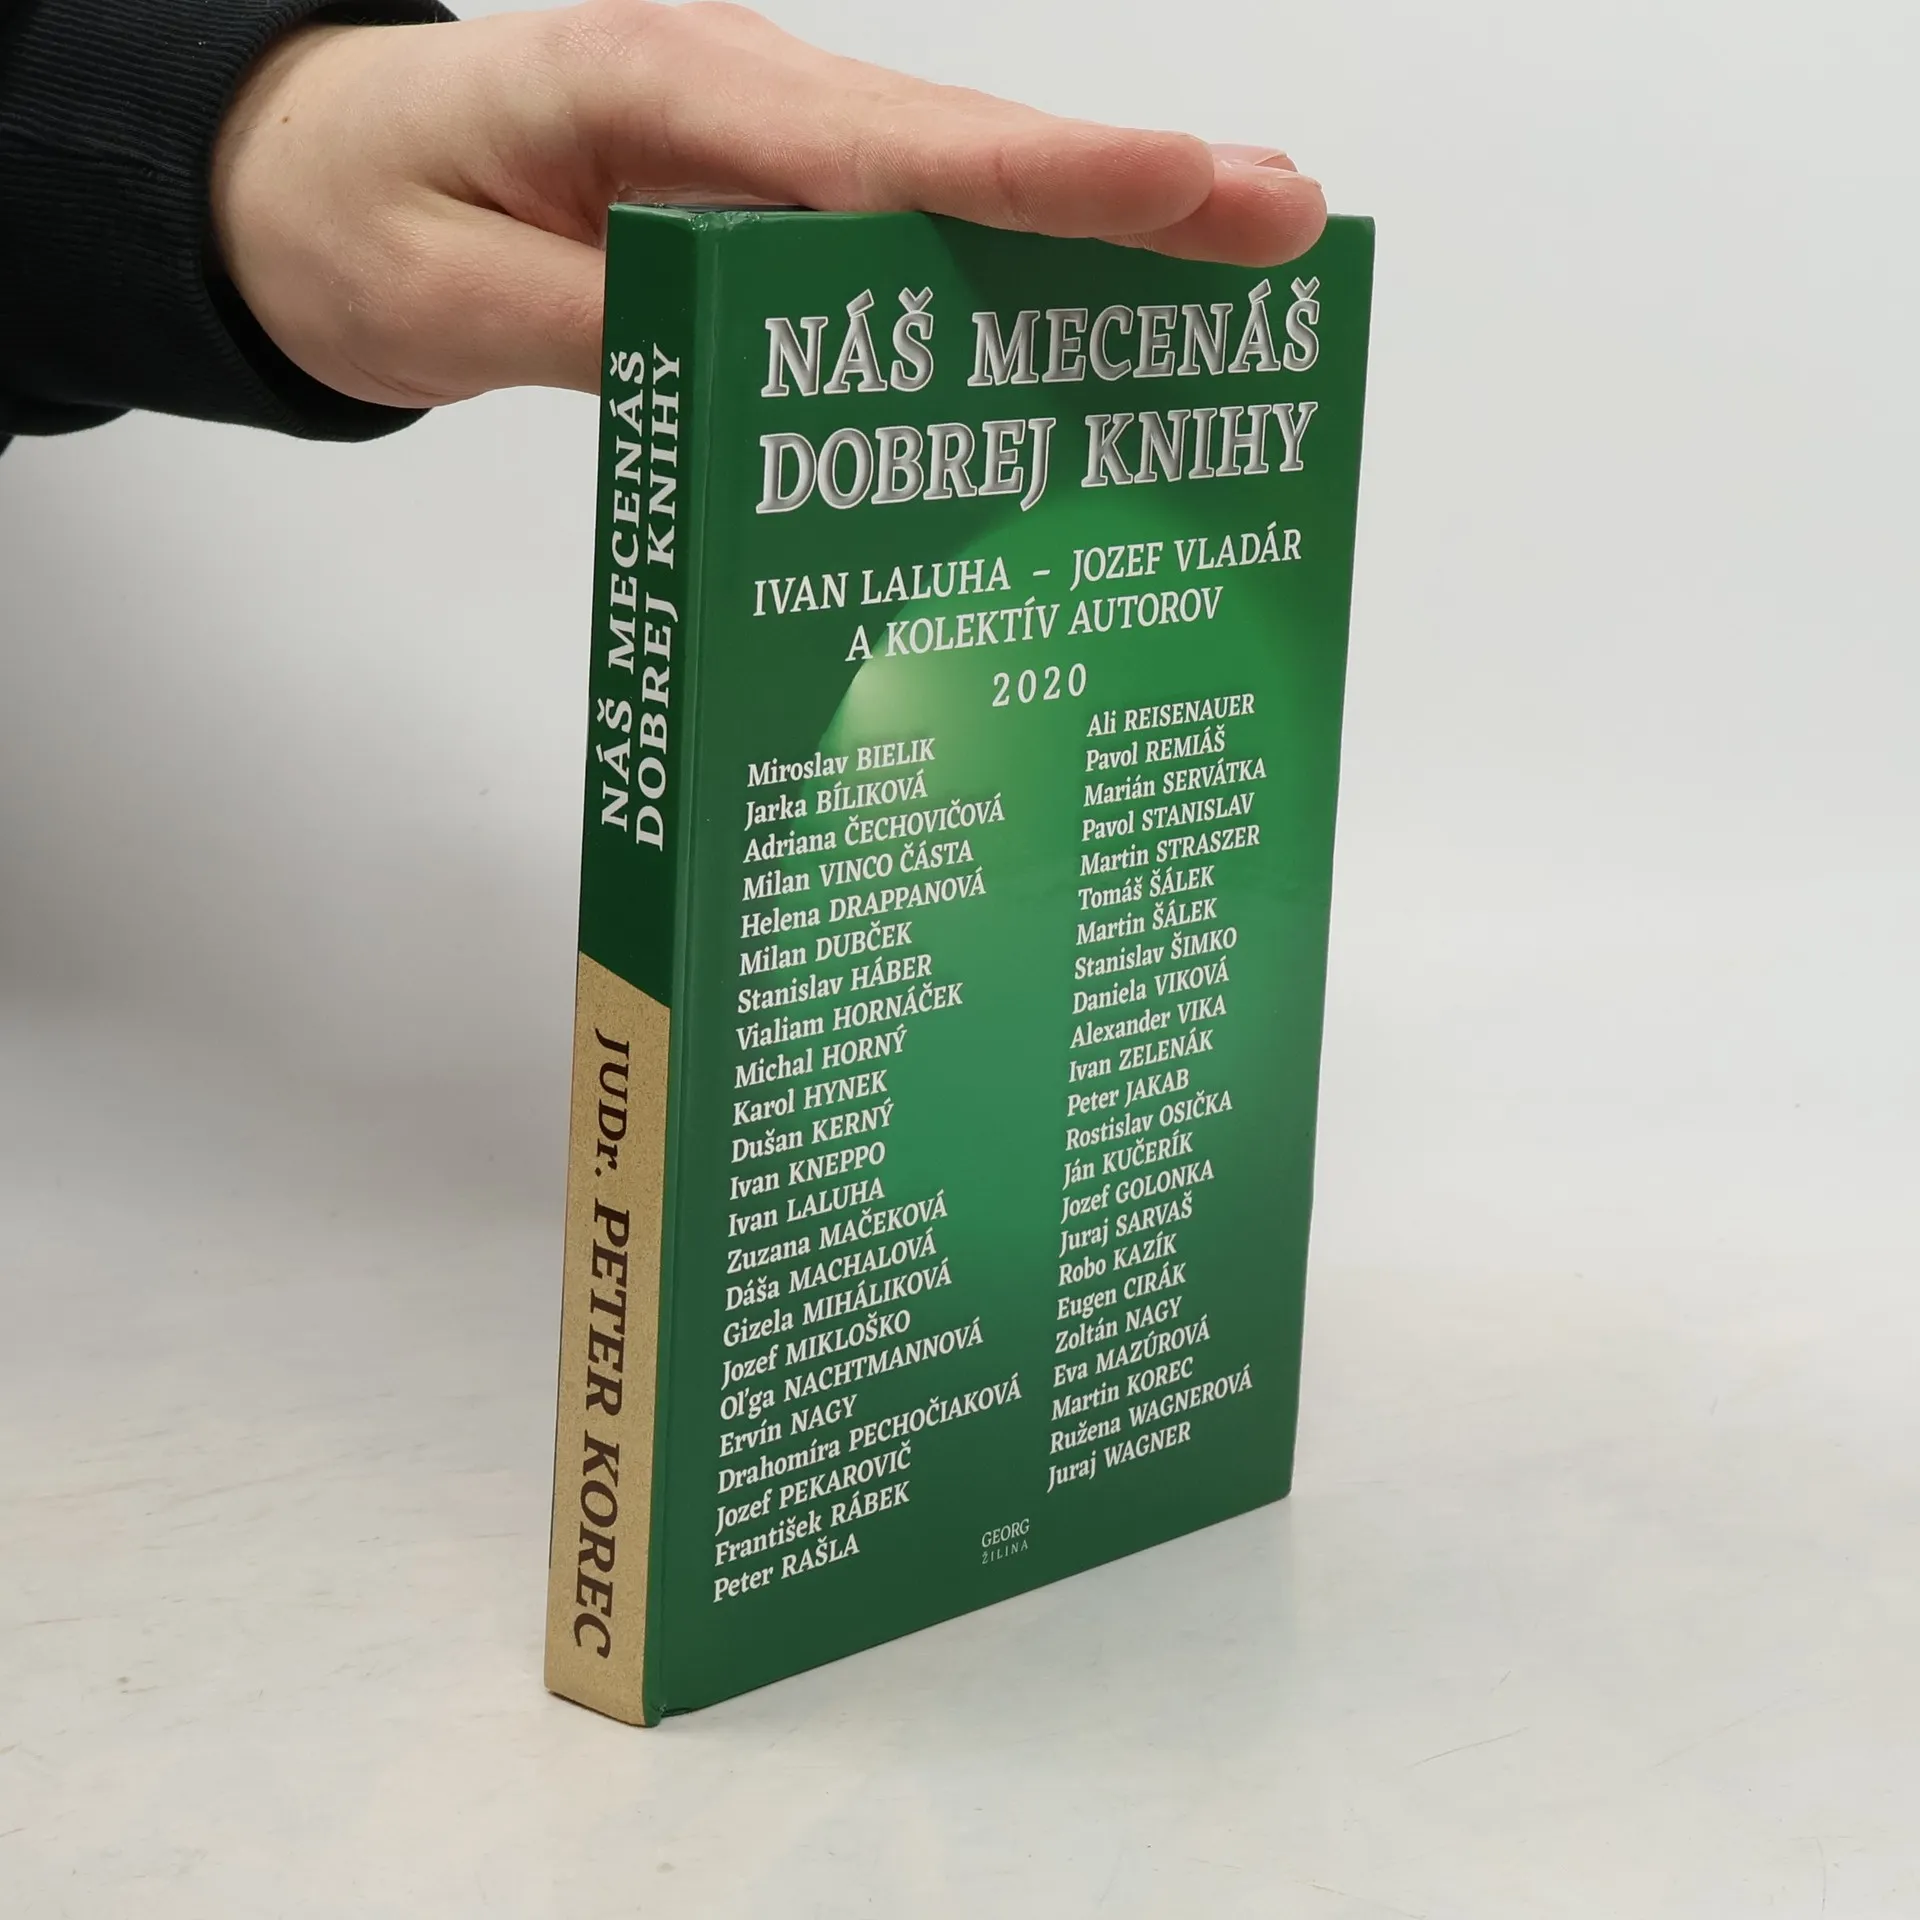 NÁŠ MECENÁŠ
DOBREJ KNIHY
JUDr. PETER KOREC
NÁŠ MECENÁŠ
DOBREJ KNIHY
IVAN LALUHA – JOZEF VLADÁR
A KOLEKTÍV AUTOROV
2020
Miroslav BIELIK
Jarka BÍLIKOVÁ
Adriana ČECHOVIČOVÁ
Milan VINCO ČÁSTA
Helena DRAPPANOVÁ
Milan DUBČEK
Stanislav HÁBER
Vialiam HORNÁČEK
Michal HORNÝ
Karol HYNEK
Dušan KERNÝ
Ivan KNEPPO
Ivan LALUHA
Zuzana MAČEKOVÁ
Dáša MACHALOVÁ
Gizela MIHÁLIKOVÁ
Jozef MIKLOŠKO
Oľga NACHTMANNOVÁ
Ervín NAGY
Drahomíra PECHOČIAKOVÁ
Jozef PEKAROVIČ
František RÁBEK
Peter RAŠLA
Ali REISENAUER
Pavol REMIÁŠ
Marián SERVÁTKA
Pavol STANISLAV
Martin STRASZER
Tomáš ŠÁLEK
Martin ŠÁLEK
Stanislav ŠIMKO
Daniela VIKOVÁ
Alexander VIKA
Ivan ZELENÁK
Peter JAKAB
Rostislav OSIČKA
Ján KUČERÍK
Jozef GOLONKA
Juraj SARVAŠ
Robo KAZÍK
Eugen CIRÁK
Zoltán NAGY
Eva MAZÚROVÁ
Martin KOREC
Ružena WAGNEROVÁ
Juraj WAGNER
GEORG
ŽILINA